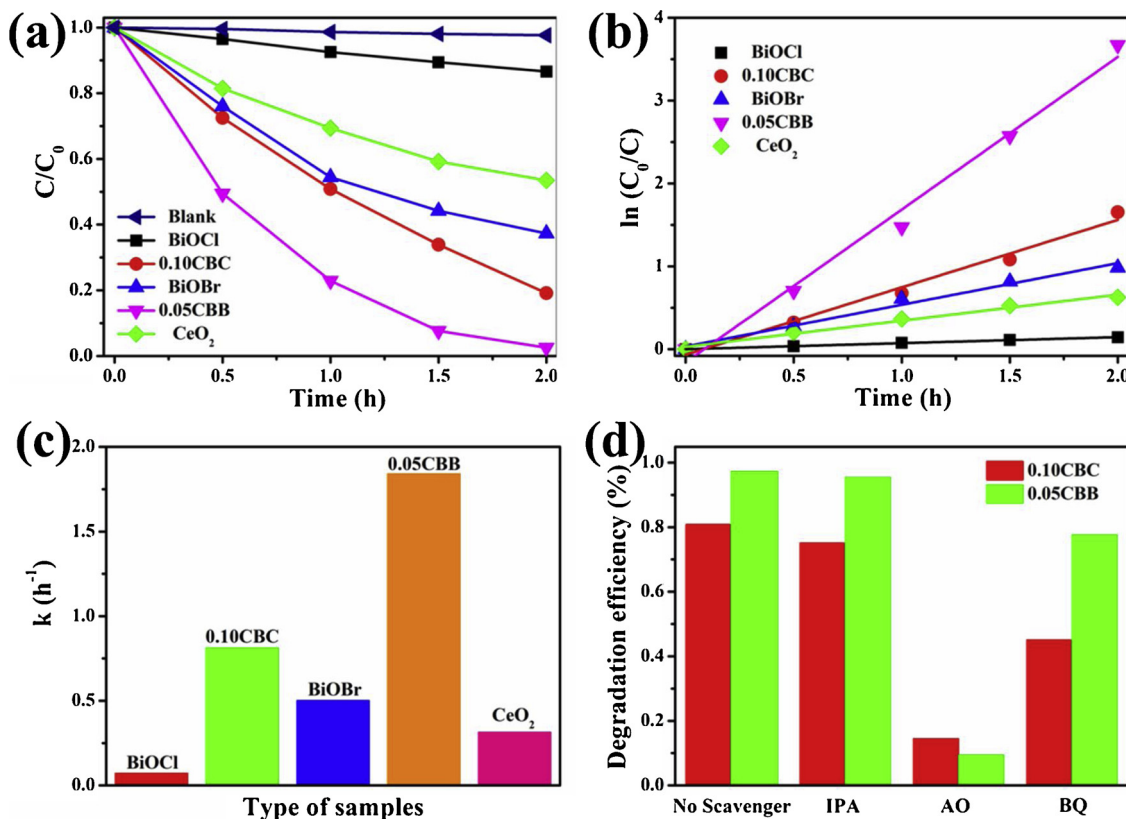 (a)
C/C0
1.0
0.8
0.6
0.4
0.2
0.0
Blank
BiOCl
0.10CBC
BiOBr
0.05CBB
CeO2
0.0 0.5 1.0 1.5 2.0
Time (h)
(b)
ln (C0/C)
4
3
2
1
0
BiOCl
0.10CBC
BiOBr
0.05CBB
CeO2
0.0 0.5 1.0 1.5 2.0
Time (h)
(c)
k (h-1)
2.0
1.5
1.0
0.5
0.0
BiOCl
0.10CBC
BiOBr
0.05CBB
CeO2
Type of samples
(d)
Degradation efficiency (%)
1.0
0.8
0.6
0.4
0.2
0.0
0.10CBC
0.05CBB
No Scavenger IPA AO BQ